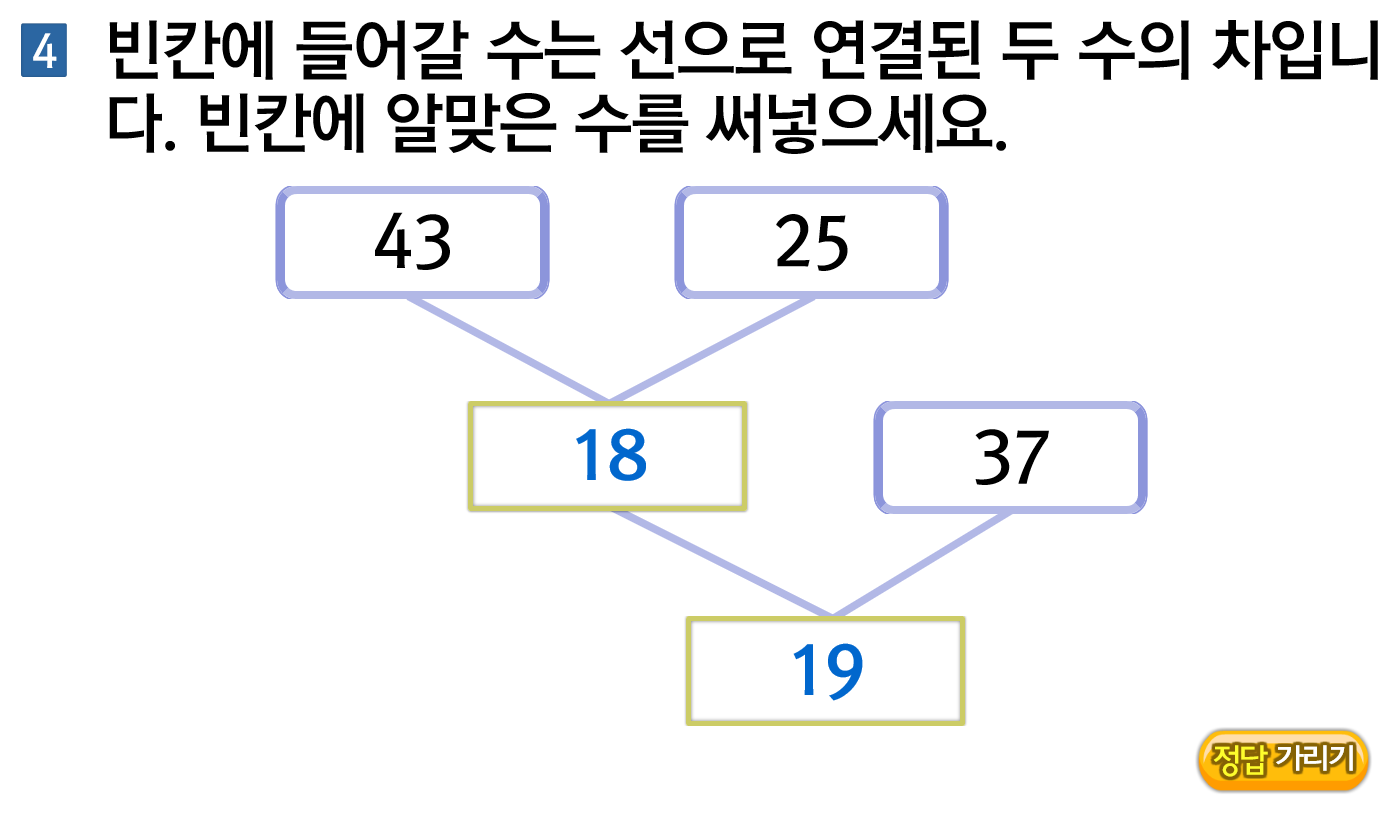 4 빈칸에 들어갈 수는 선으로 연결된 두 수의 차입니
다. 빈칸에 알맞은 수를 써넣으세요.
43 25
18 37
19
정답 가리기